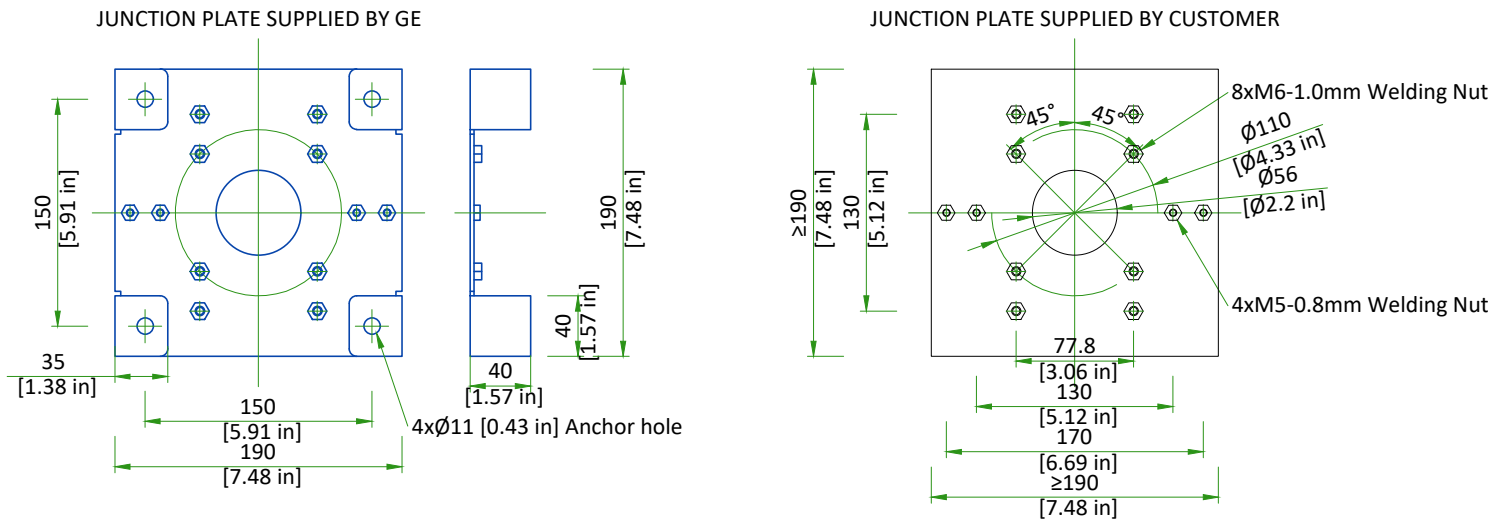 JUNCTION PLATE SUPPLIED BY GE
150
[5.91 in]
35
[1.38 in]
150
[5.91 in]
190
[7.48 in]
4xØ11 [0.43 in] Anchor hole
190
[7.48 in]
40
[1.57 in]
40
[1.57 in]
JUNCTION PLATE SUPPLIED BY CUSTOMER
≥190
[7.48 in]
130
[5.12 in]
45°
45°
8xM6-1.0mm Welding Nut
Ø110
[Ø4.33 in]
Ø56
[Ø2.2 in]
4xM5-0.8mm Welding Nut
77.8
[3.06 in]
130
[5.12 in]
170
[6.69 in]
≥190
[7.48 in]